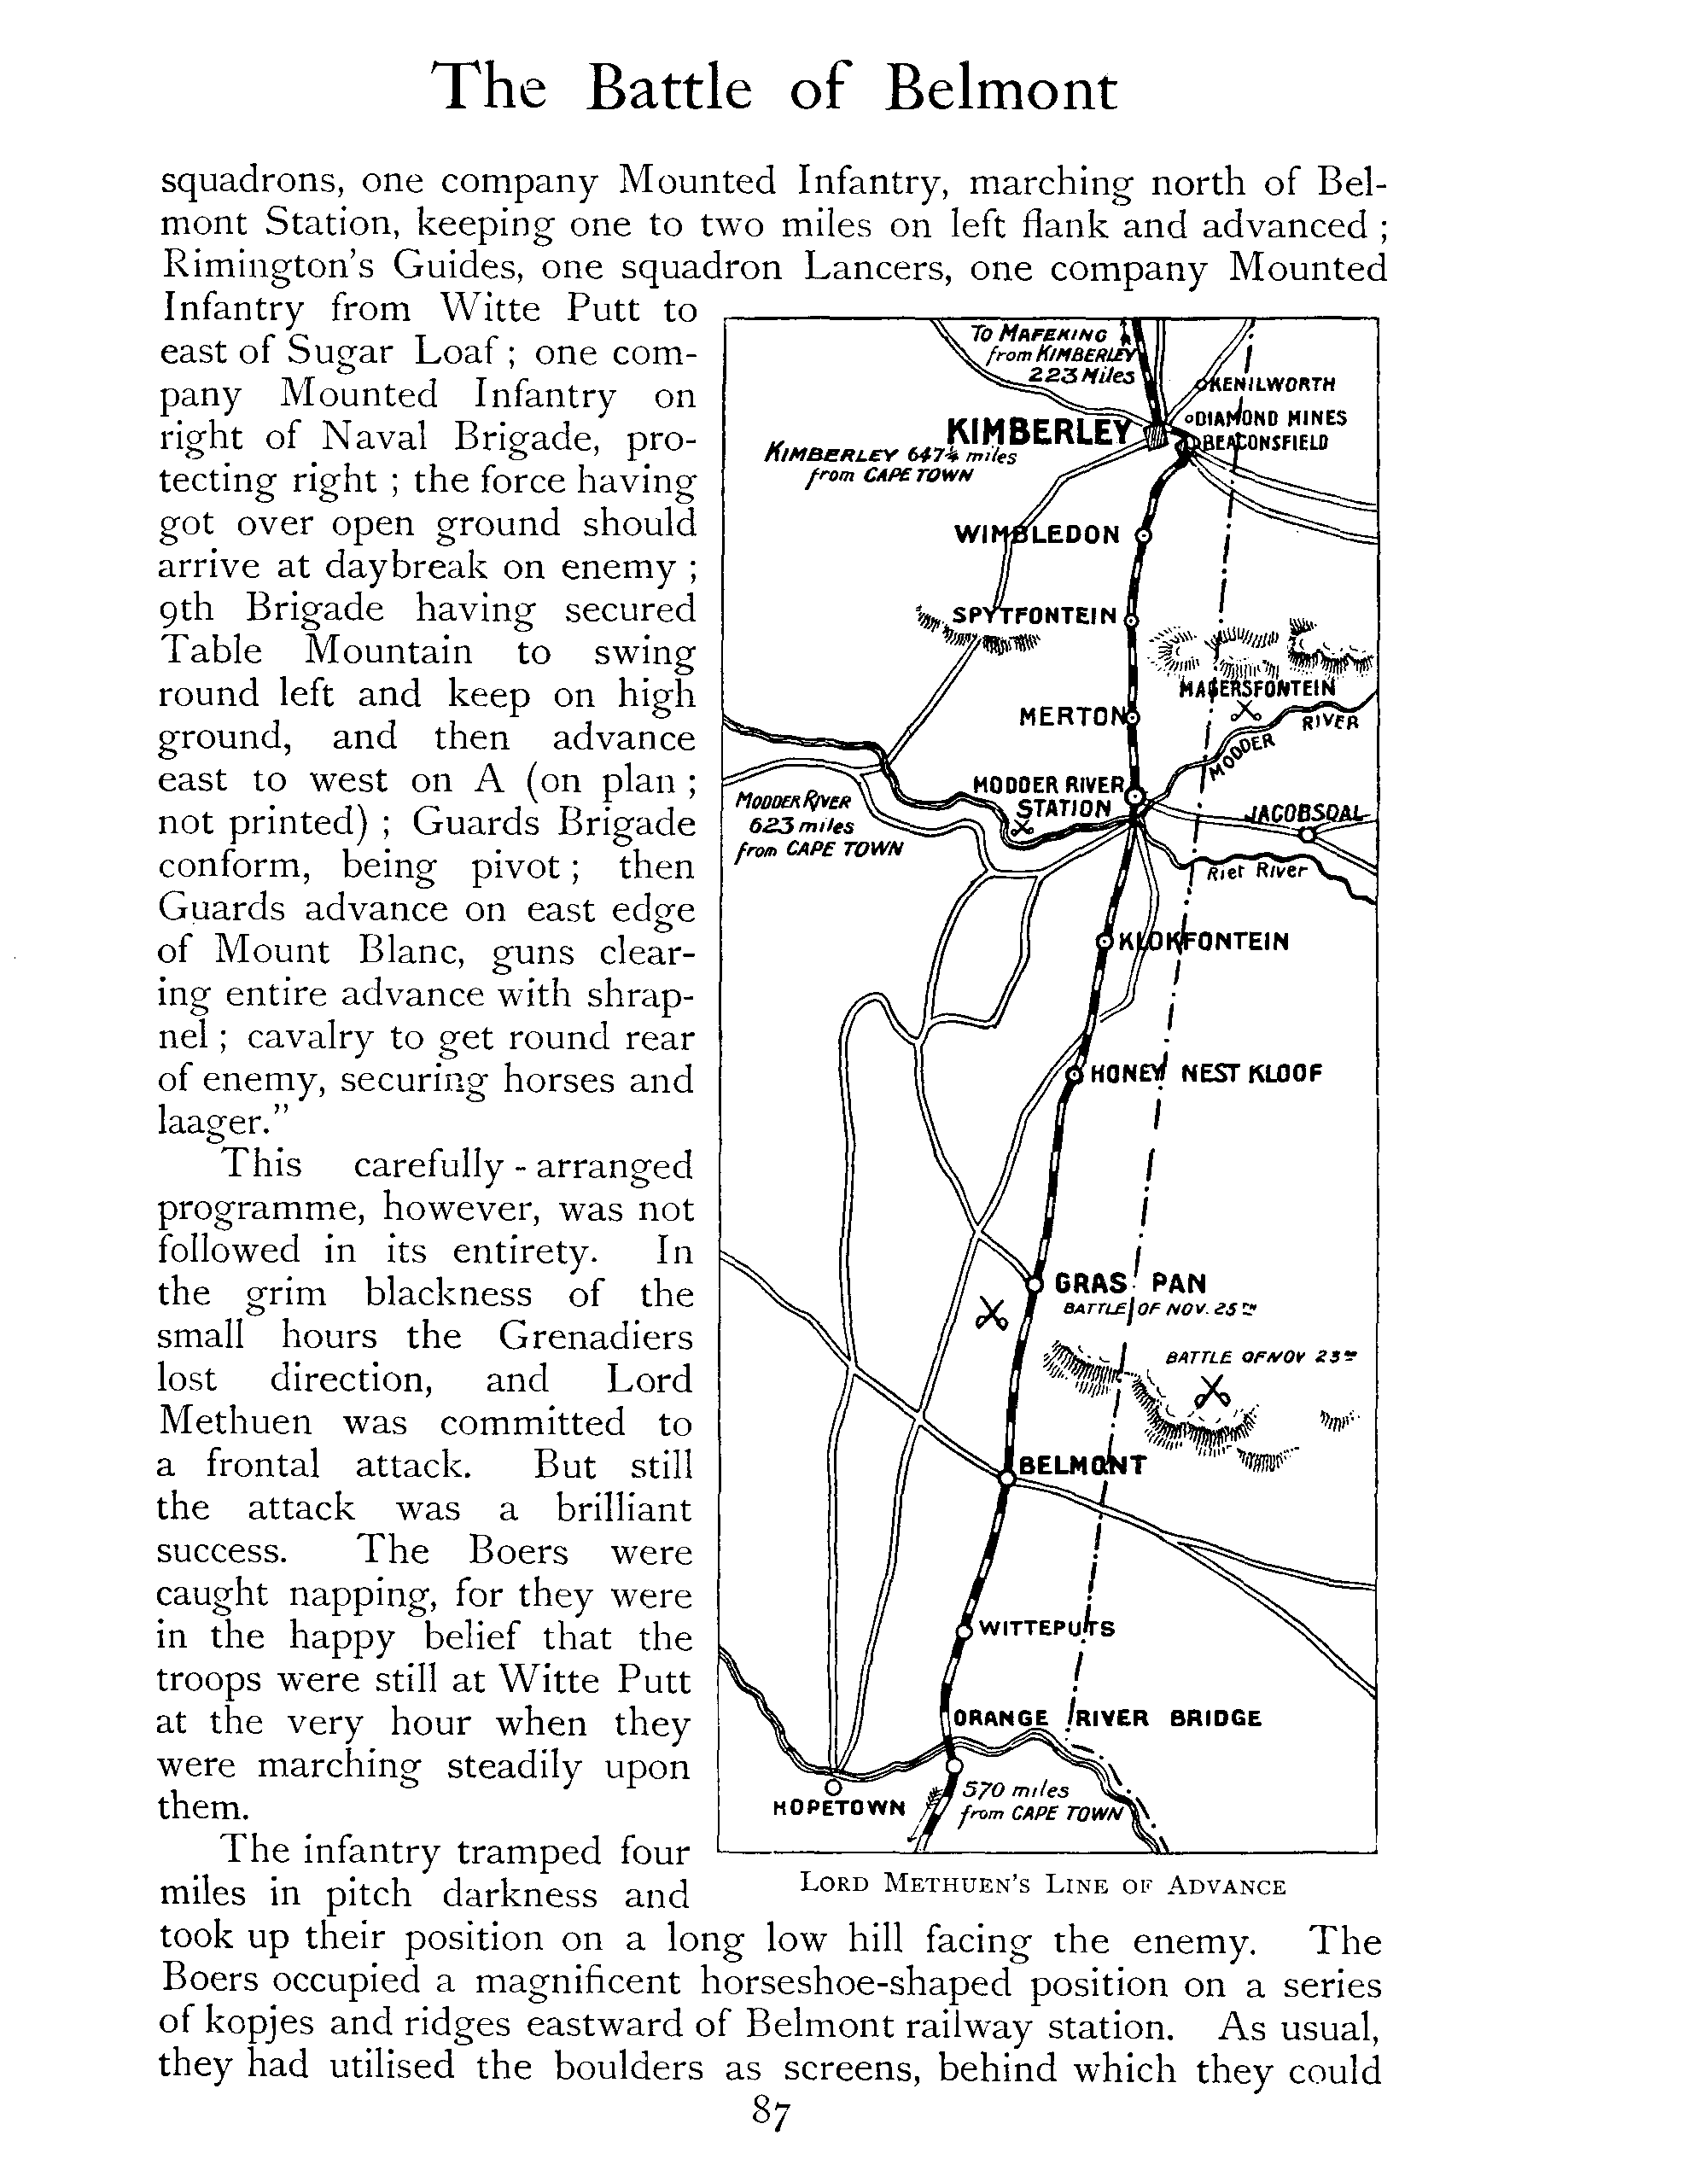 The Battle of Belmont
squadrons, one company Mounted Infantry, marching north of Bel-
mont Station, keeping one to two miles on left flank and advanced ;
Rimington's Guides, one squadron Lancers, one company Mounted
Infantry from Witte Putt to
east of Sugar Loaf ; one com-
pany Mounted Infantry on
right of Naval Brigade, pro-
tecting right ; the force having
got over open ground should
arrive at daybreak on enemy ;
9th Brigade having secured
Table Mountain to swing
round left and keep on high
ground, and then advance
east to west on A (on plan ;
not printed) ; Guards Brigade
conform, being pivot ; then
Guards advance on east edge
of Mount Blanc, guns clear-
ing entire advance with shrap-
nel ; cavalry to get round rear
of enemy, securing horses and
laager."
This carefully-arranged
programme, however, was not
followed in its entirety. In
the grim blackness of the
small hours the Grenadiers
lost direction, and Lord
Methuen was committed to
a frontal attack. But still
the attack was a brilliant
success. The Boers were
caught napping, for they were
in the happy belief that the
troops were still at Witte Putt
at the very hour when they
were marching steadily upon
them.
The infantry tramped four
miles in pitch darkness and
TO MAFEKING
from KIMBERLEY
223 Miles
KENILWORTH
DIAMOND MINES
KIMBERLEY
BEACONSFIELD
KIMBERLEY 647¼ miles
from CAPE TOWN
WIMBLEDON
SPYTFONTEIN
MAGERSFONTEIN
MERTON
MODDER RIVER
MODDER RIVER
STATION
MODDER RIVER
623 miles
from CAPE TOWN
JACOBSDAL
Riet River
KLOKFONTEIN
HONEY NEST KLOOF
GRAS PAN
BATTLE OF NOV. 25TH
BATTLE OF NOV 23RD
BELMONT
WITTEPUTS
ORANGE RIVER BRIDGE
570 miles
from CAPE TOWN
HOPETOWN
LORD METHUEN'S LINE OF ADVANCE
took up their position on a long low hill facing the enemy. The
Boers occupied a magnificent horseshoe-shaped position on a series
of kopjes and ridges eastward of Belmont railway station. As usual,
they had utilised the boulders as screens, behind which they could
87